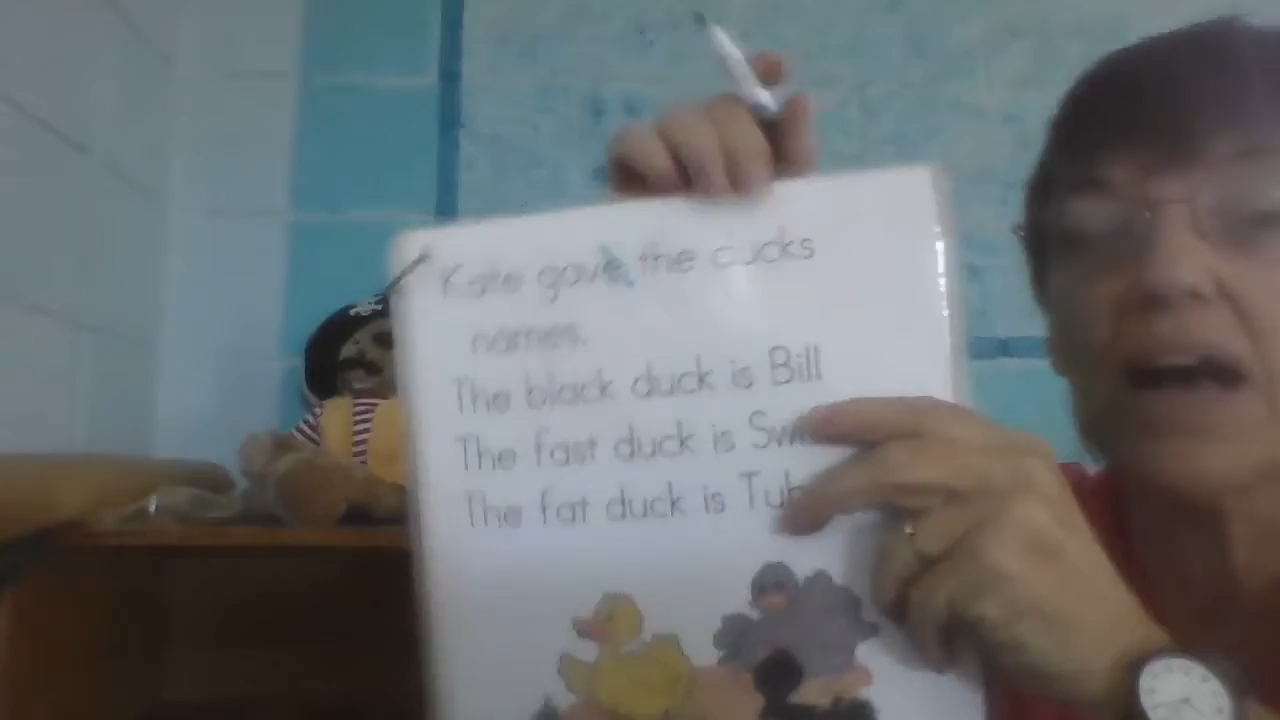 Kate gave the ducks
names.
The black duck is Bill
The fast duck is
The fat duck is